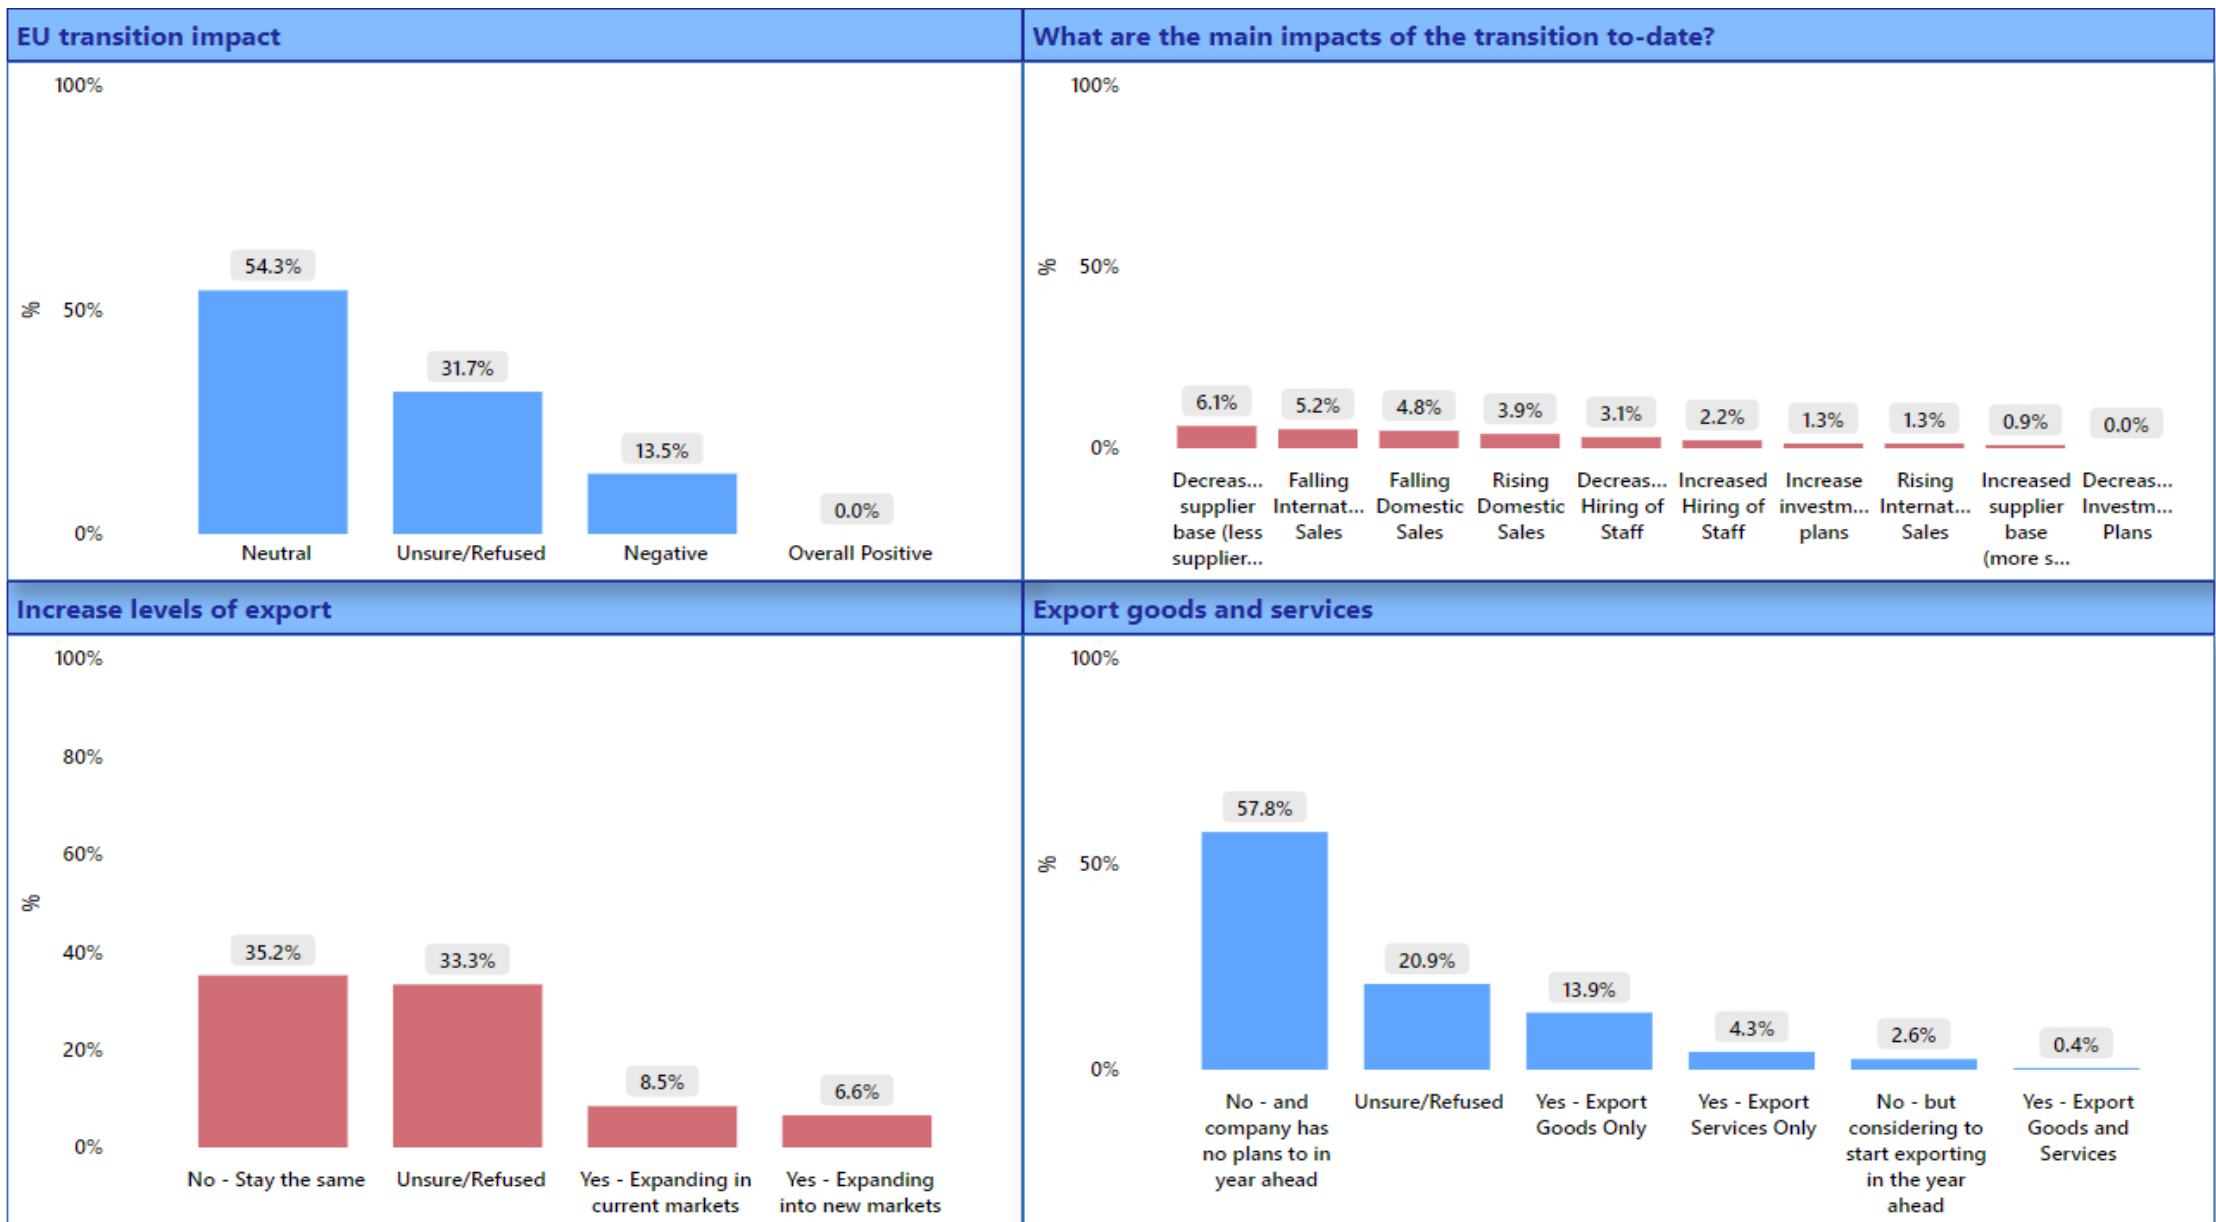 EU transition impact
100%
50%
0%
%
54.3%
31.7%
13.5%
0.0%
Neutral
Unsure/Refused
Negative
Overall Positive
What are the main impacts of the transition to-date?
100%
50%
0%
%
6.1%
5.2%
4.8%
3.9%
3.1%
2.2%
1.3%
1.3%
0.9%
0.0%
Decreas...
supplier
base (less
supplier...
Falling
Internat...
Sales
Falling
Domestic
Sales
Rising
Domestic
Sales
Decreas...
Hiring of
Staff
Increased
Hiring of
Staff
Increase
investm...
plans
Rising
Internat...
Sales
Increased
supplier
base
(more s...
Decreas...
Investm...
Plans
Increase levels of export
100%
80%
60%
40%
20%
0%
%
35.2%
33.3%
8.5%
6.6%
No - Stay the same
Unsure/Refused
Yes - Expanding in
current markets
Yes - Expanding
into new markets
Export goods and services
100%
50%
0%
%
57.8%
20.9%
13.9%
4.3%
2.6%
0.4%
No - and
company has
no plans to in
year ahead
Unsure/Refused
Yes - Export
Goods Only
Yes - Export
Services Only
No - but
considering to
start exporting
in the year
ahead
Yes - Export
Goods and
Services